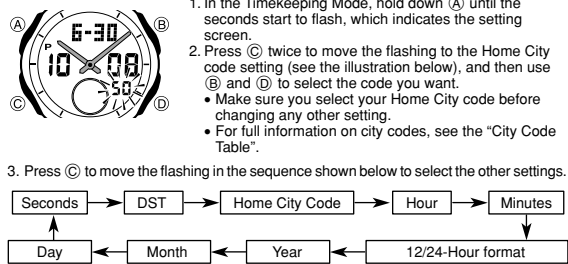 1. In the Timekeeping Mode, hold down Ⓐ until the
seconds start to flash, which indicates the setting
screen.
2. Press Ⓒ twice to move the flashing to the Home City
code setting (see the illustration below), and then use
Ⓑ and Ⓓ to select the code you want.
• Make sure you select your Home City code before
changing any other setting.
• For full information on city codes, see the “City Code
Table”.
Ⓐ Ⓑ
6-30
P
10 08
50
Ⓒ Ⓓ
3. Press Ⓒ to move the flashing in the sequence shown below to select the other settings.
Seconds DST Home City Code Hour Minutes
Day Month Year 12/24-Hour format